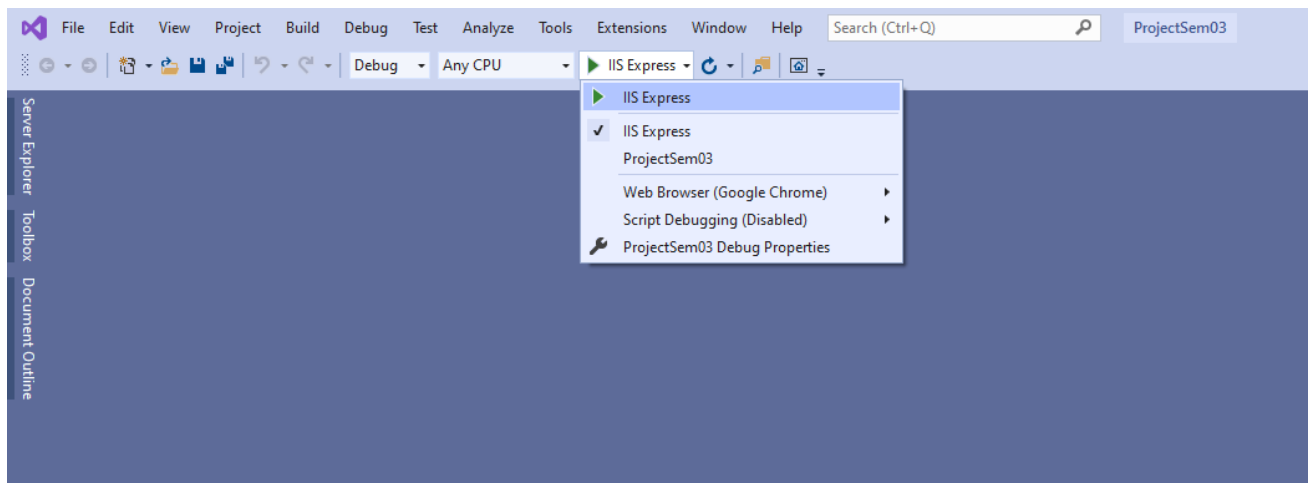 File Edit View Project Build Debug Test Analyze Tools Extensions Window Help Search (Ctrl+Q) ProjectSem03
Debug Any CPU IIS Express
IIS Express
IIS Express
ProjectSem03
Web Browser (Google Chrome)
Script Debugging (Disabled)
ProjectSem03 Debug Properties
Server Explorer
Toolbox
Document Outline